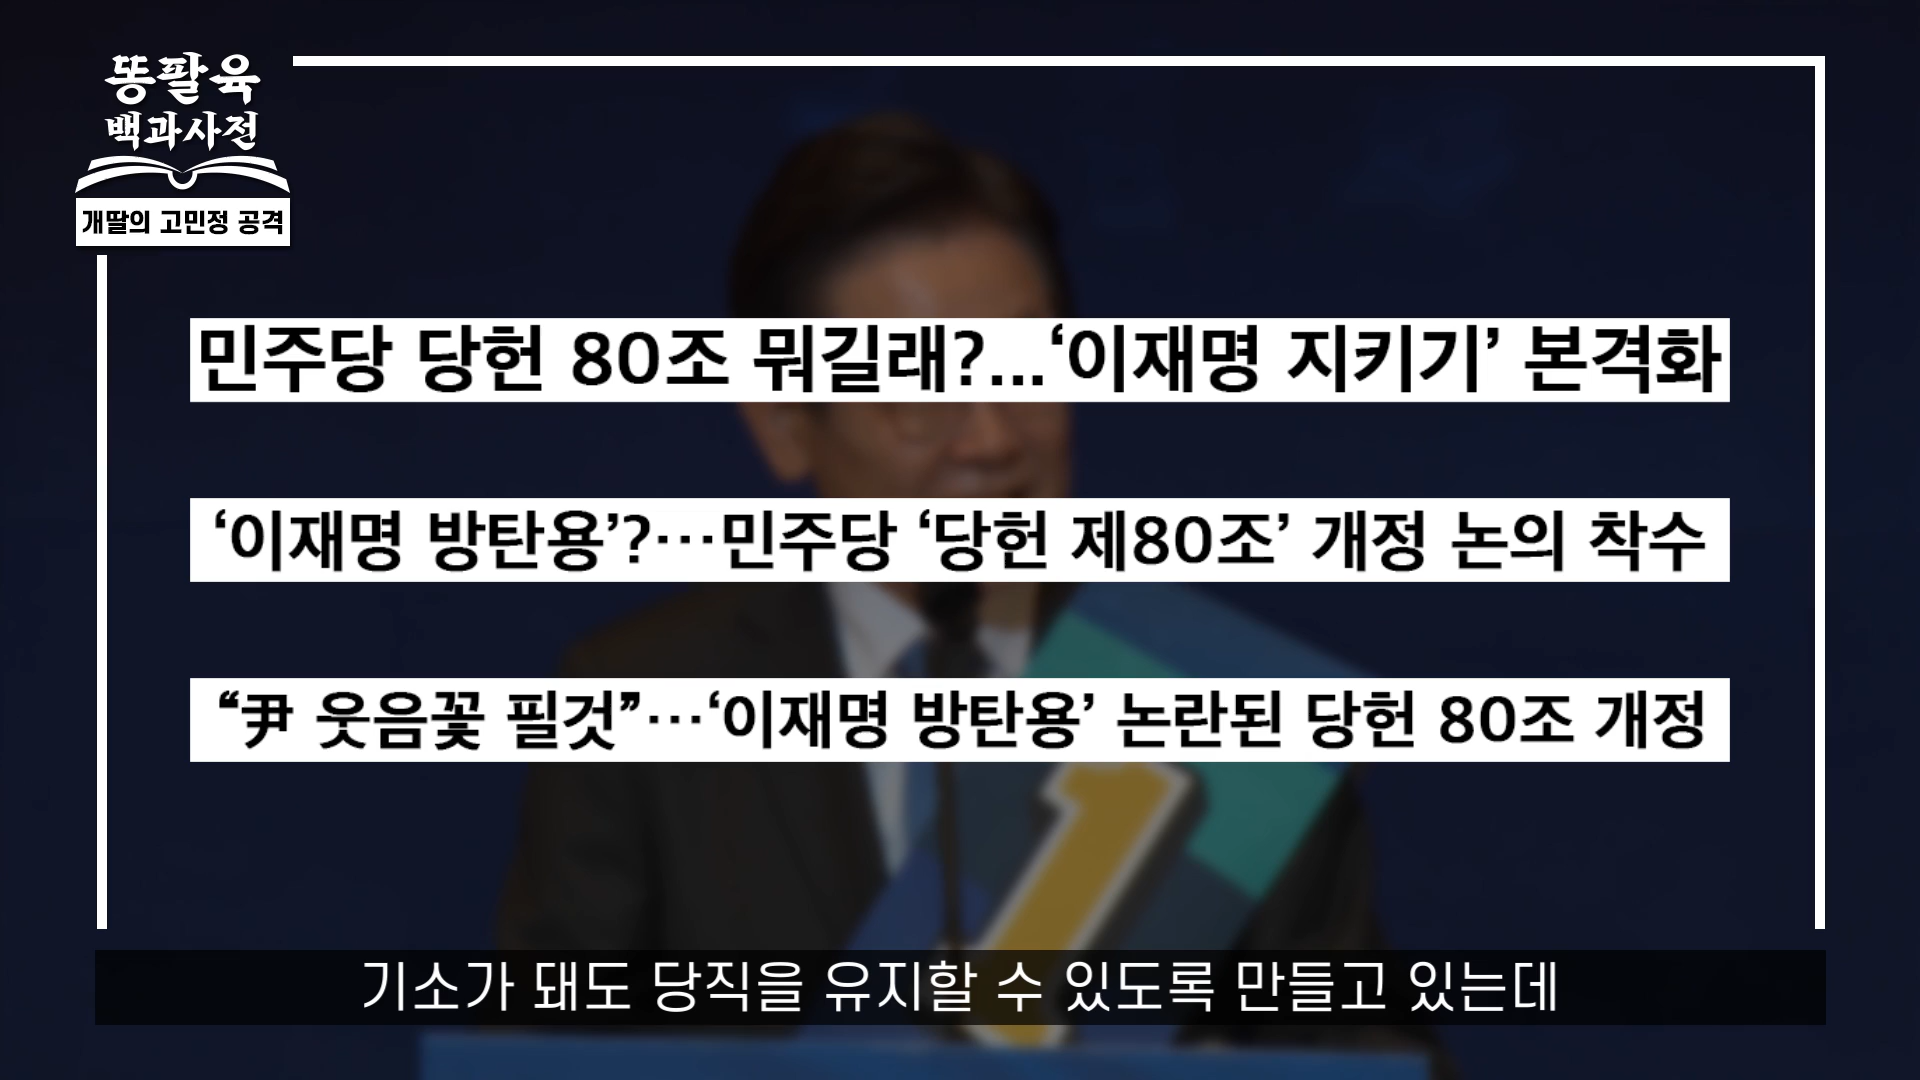 똥팔육
백과사전
개딸의 고민정 공격
민주당 당헌 80조 뭐길래?...‘이재명 지키기’ 본격화
‘이재명 방탄용’?…민주당 ‘당헌 제80조’ 개정 논의 착수
“尹 웃음꽃 필것”…‘이재명 방탄용’ 논란된 당헌 80조 개정
기소가 돼도 당직을 유지할 수 있도록 만들고 있는데